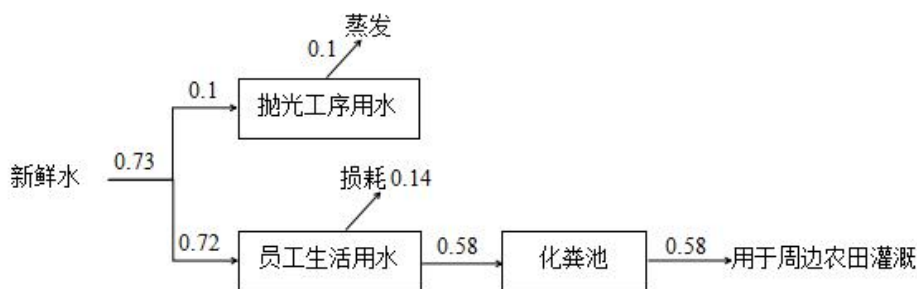 蒸发
0.1
0.1
抛光工序用水
0.73
新鲜水
损耗 0.14
0.72
员工生活用水
0.58
化粪池
0.58
用于周边农田灌溉